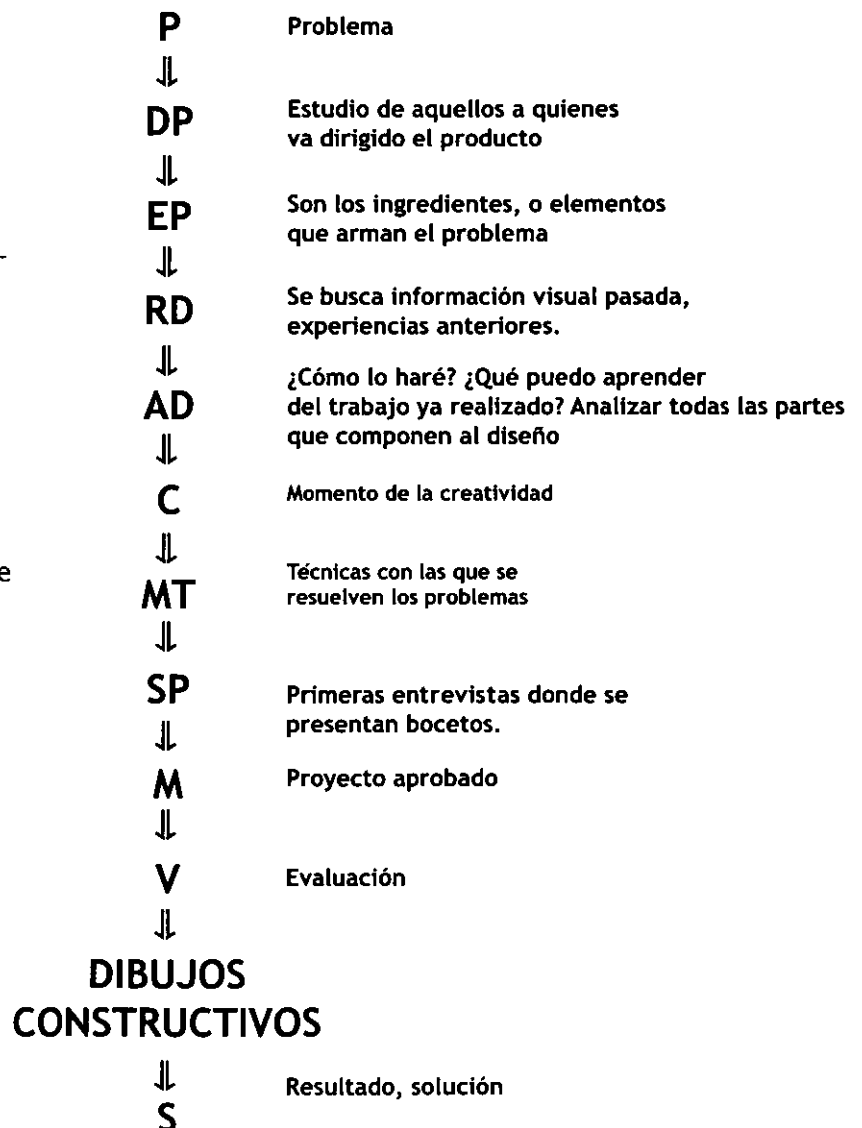 P Problema
DP Estudio de aquellos a quienes
va dirigido el producto
EP Son los ingredientes, o elementos
que arman el problema
RD Se busca información visual pasada,
experiencias anteriores.
¿Cómo lo haré? ¿Qué puedo aprender
AD del trabajo ya realizado? Analizar todas las partes
que componen al diseño
C Momento de la creatividad
e
MT Técnicas con las que se
resuelven los problemas
SP Primeras entrevistas donde se
presentan bocetos.
M Proyecto aprobado
V Evaluación
DIBUJOS
CONSTRUCTIVOS
Resultado, solución
S